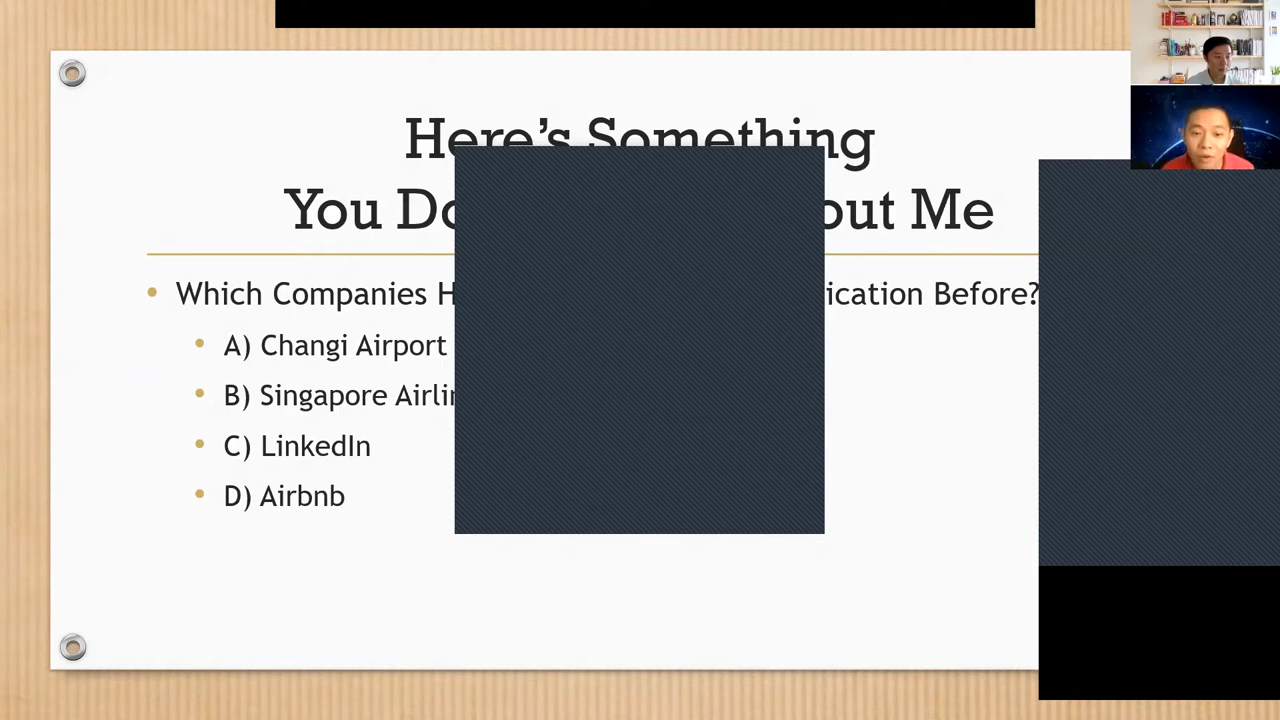 Here's Something
You Do out Me
Which Companies H ication Before?
A) Changi Airport
B) Singapore Airlin
C) LinkedIn
D) Airbnb